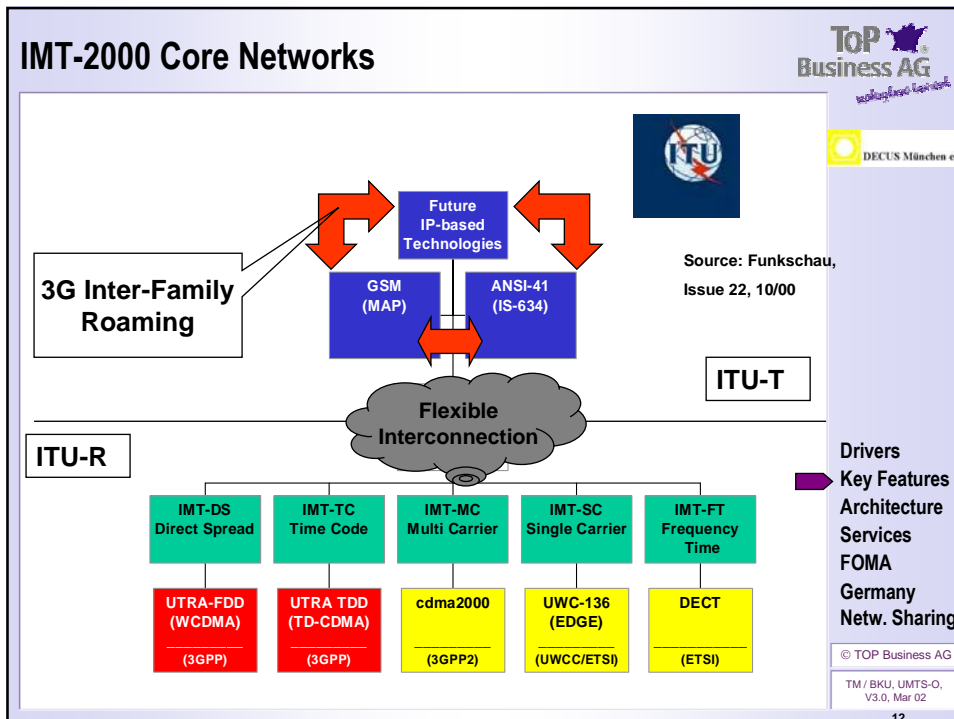 IMT-2000 Core Networks
ToP
Business AG
DECUS München e
ITU
Future
IP-based
Technologies
3G Inter-Family
Roaming
GSM
(MAP)
ANSI-41
(IS-634)
Source: Funkschau,
Issue 22, 10/00
ITU-T
Flexible
Interconnection
ITU-R
IMT-DS
Direct Spread
IMT-TC
Time Code
IMT-MC
Multi Carrier
IMT-SC
Single Carrier
IMT-FT
Frequency
Time
UTRA-FDD
(WCDMA)
(3GPP)
UTRA TDD
(TD-CDMA)
(3GPP)
cdma2000
(3GPP2)
UWC-136
(EDGE)
(UWCC/ETSI)
DECT
(ETSI)
Drivers
Key Features
Architecture
Services
FOMA
Germany
Netw. Sharing
© TOP Business AG
TM / BKU, UMTS-O,
V3.0, Mar 02
12